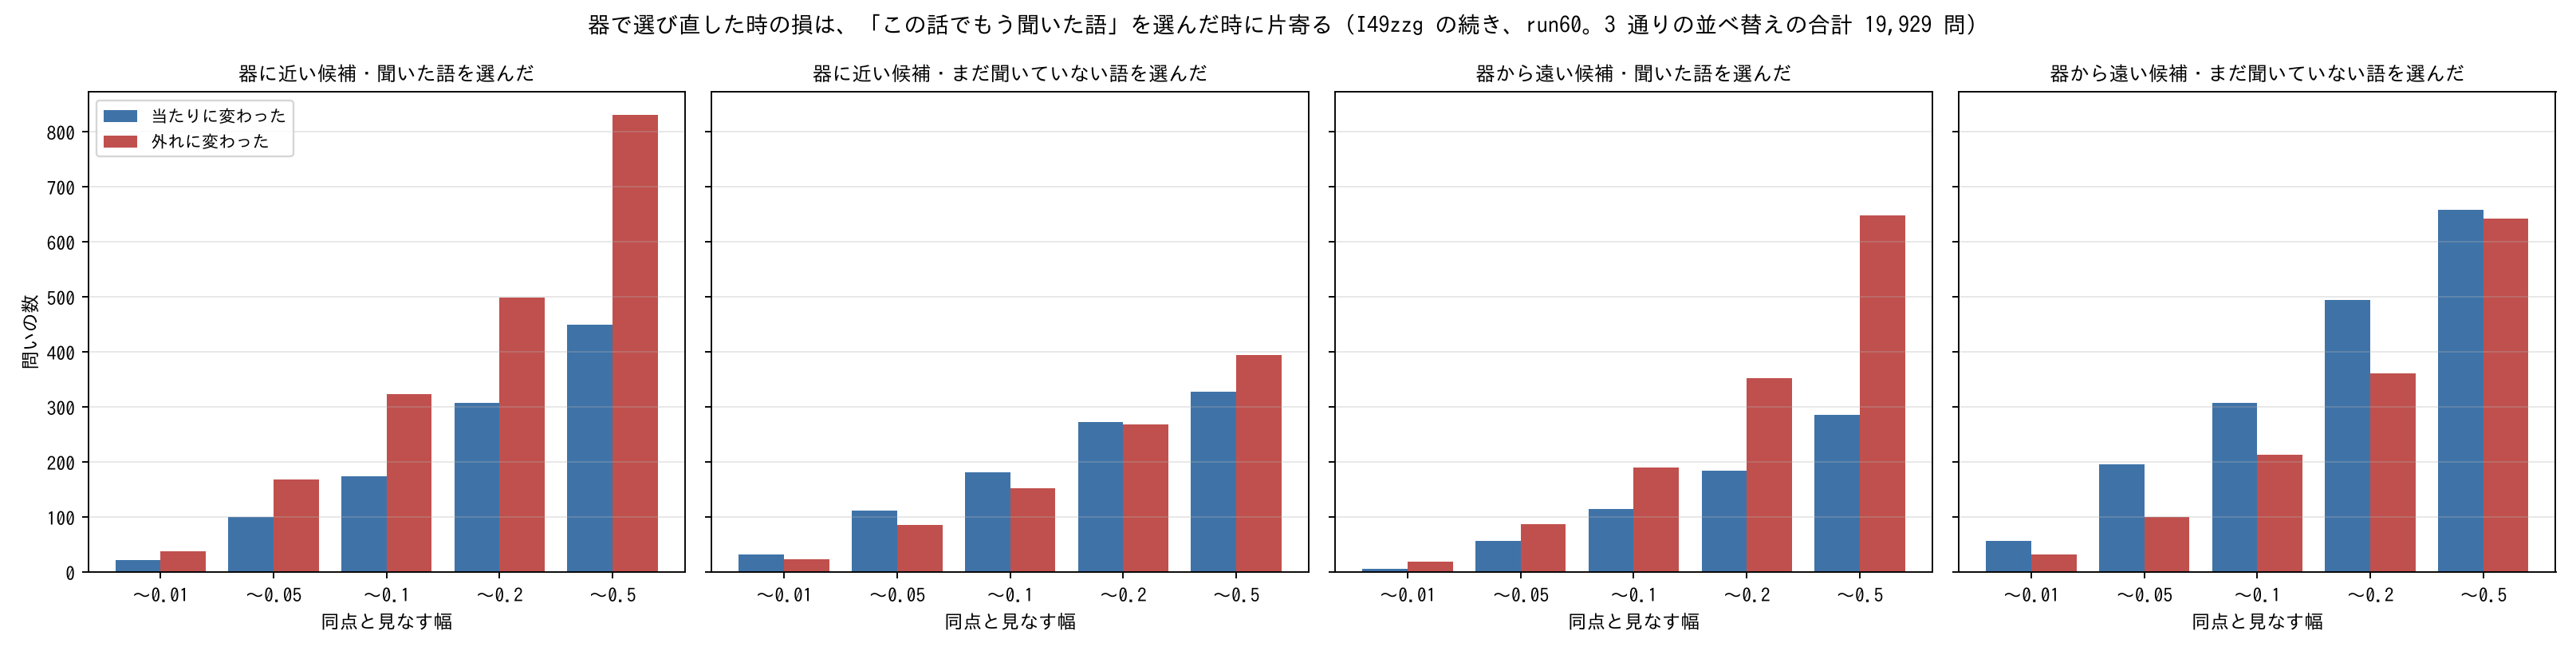 器で選び直した時の損は、「この話でもう聞いた語」を選んだ時に片寄る（I49zzg の続き、run60。3 通りの並べ替えの合計 19,929 問）
器に近い候補・聞いた語を選んだ
器に近い候補・まだ聞いていない語を選んだ
器から遠い候補・聞いた語を選んだ
器から遠い候補・まだ聞いていない語を選んだ
当たりに変わった
外れに変わった
問いの数
800
700
600
500
400
300
200
100
0
～0.01 ～0.05 ～0.1 ～0.2 ～0.5
～0.01 ～0.05 ～0.1 ～0.2 ～0.5
～0.01 ～0.05 ～0.1 ～0.2 ～0.5
～0.01 ～0.05 ～0.1 ～0.2 ～0.5
同点と見なす幅
同点と見なす幅
同点と見なす幅
同点と見なす幅